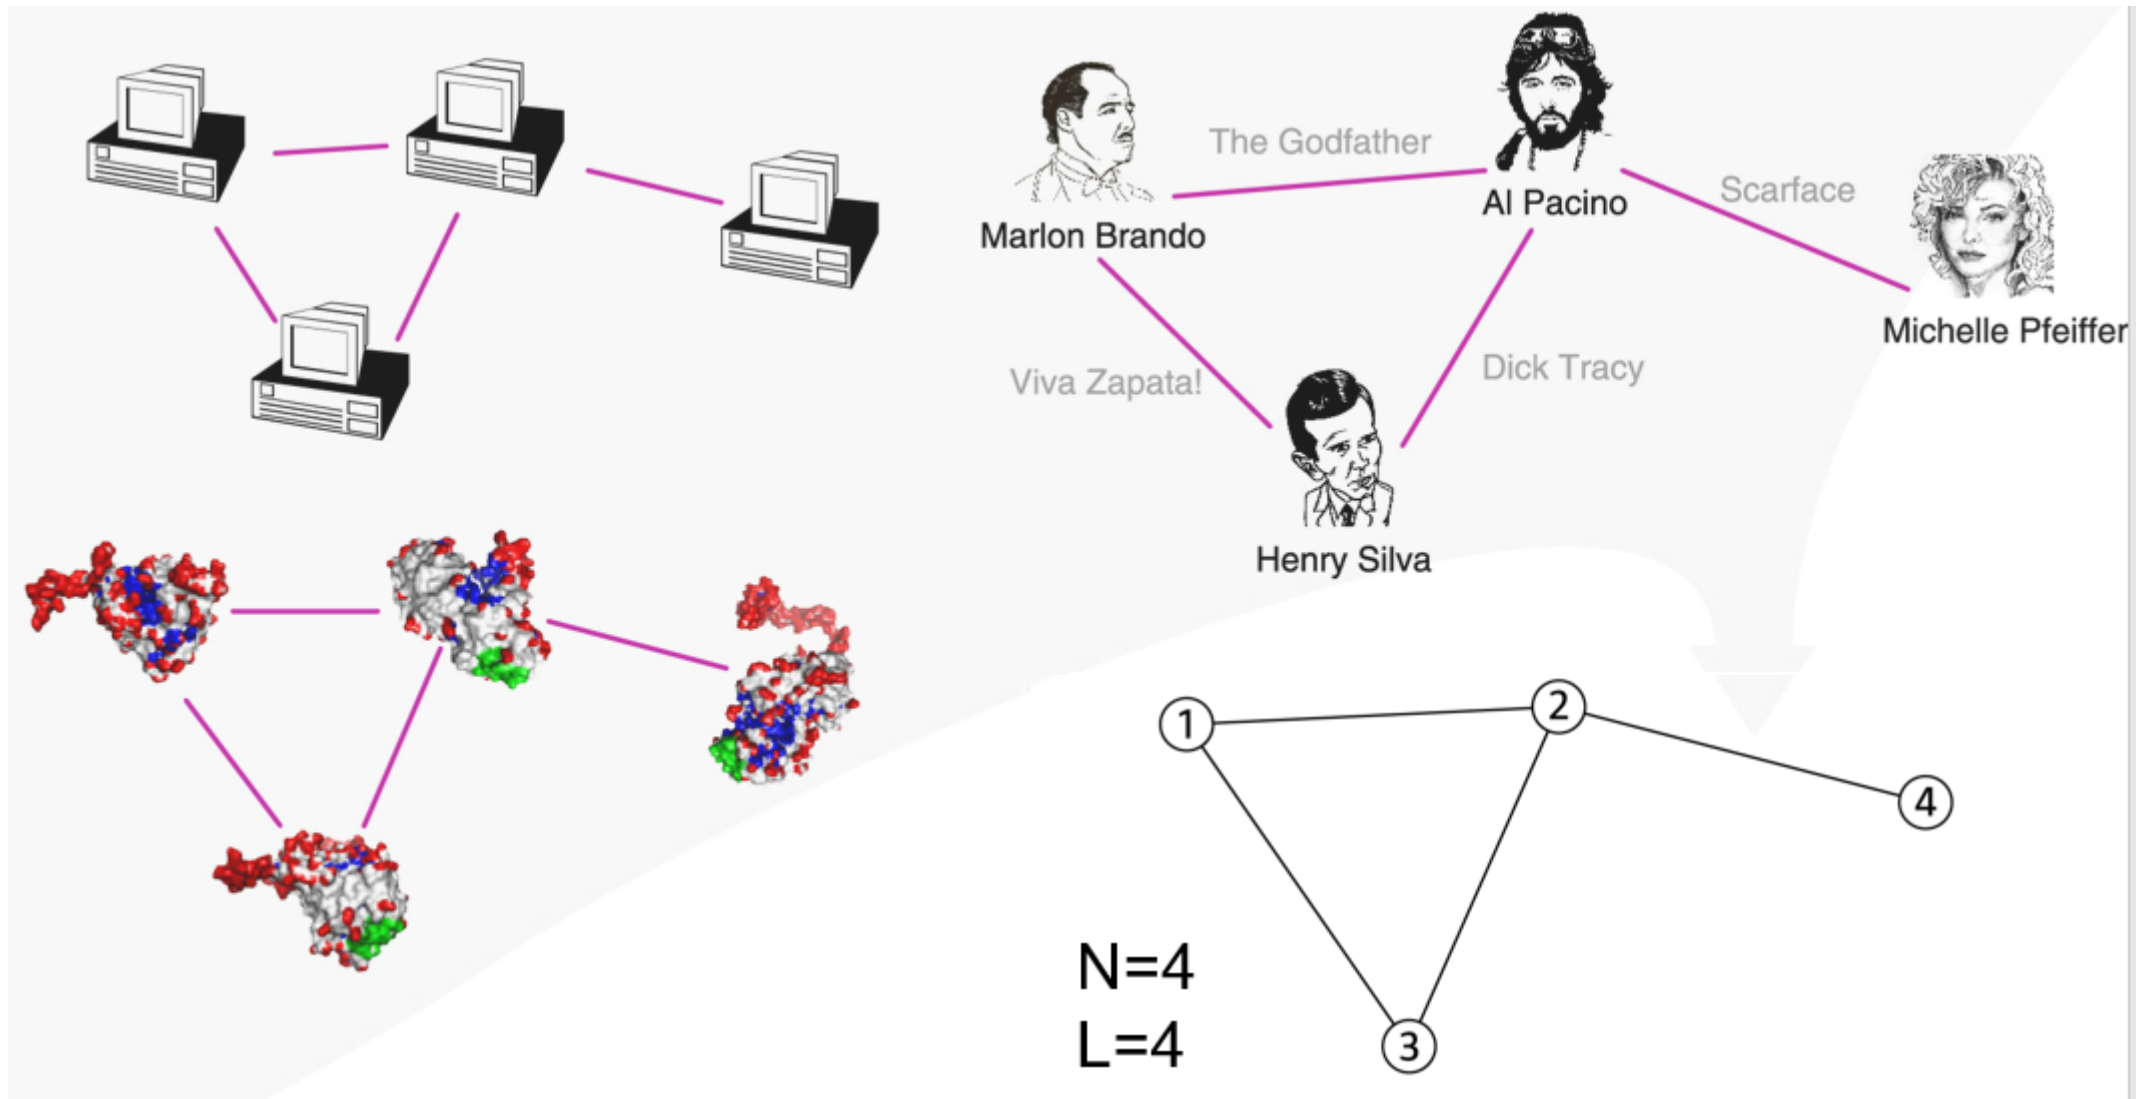 The Godfather
Al Pacino
Scarface
Marlon Brando
Michelle Pfeiffer
Viva Zapata!
Dick Tracy
Henry Silva
1
2
4
3
N=4
L=4